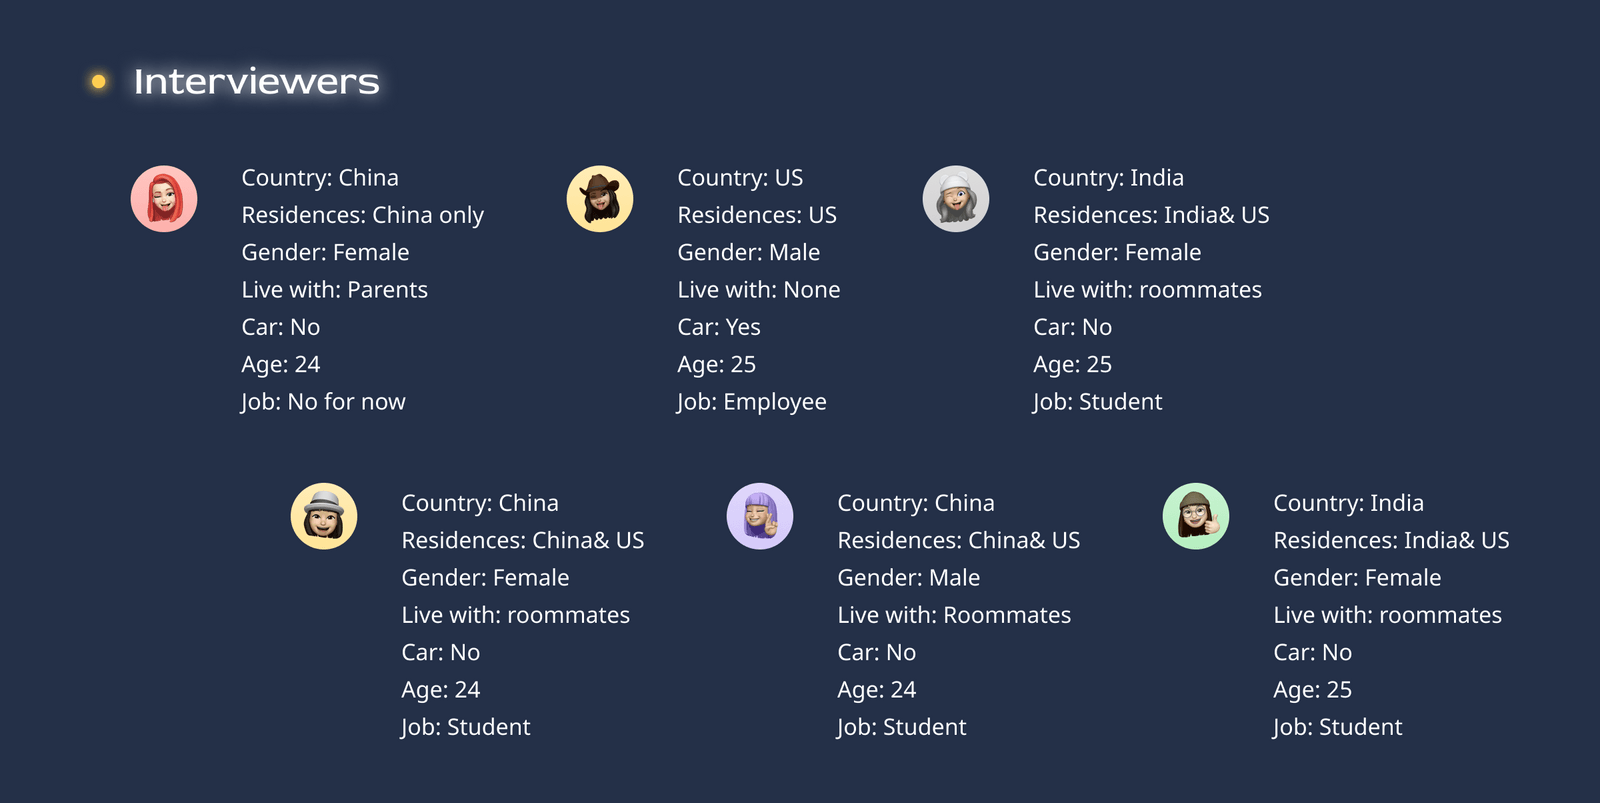 Interviewers
Country: China
Residences: China only
Gender: Female
Live with: Parents
Car: No
Age: 24
Job: No for now
Country: US
Residences: US
Gender: Male
Live with: None
Car: Yes
Age: 25
Job: Employee
Country: India
Residences: India& US
Gender: Female
Live with: roommates
Car: No
Age: 25
Job: Student
Country: China
Residences: China& US
Gender: Female
Live with: roommates
Car: No
Age: 24
Job: Student
Country: China
Residences: China& US
Gender: Male
Live with: Roommates
Car: No
Age: 24
Job: Student
Country: India
Residences: India& US
Gender: Female
Live with: roommates
Car: No
Age: 25
Job: Student